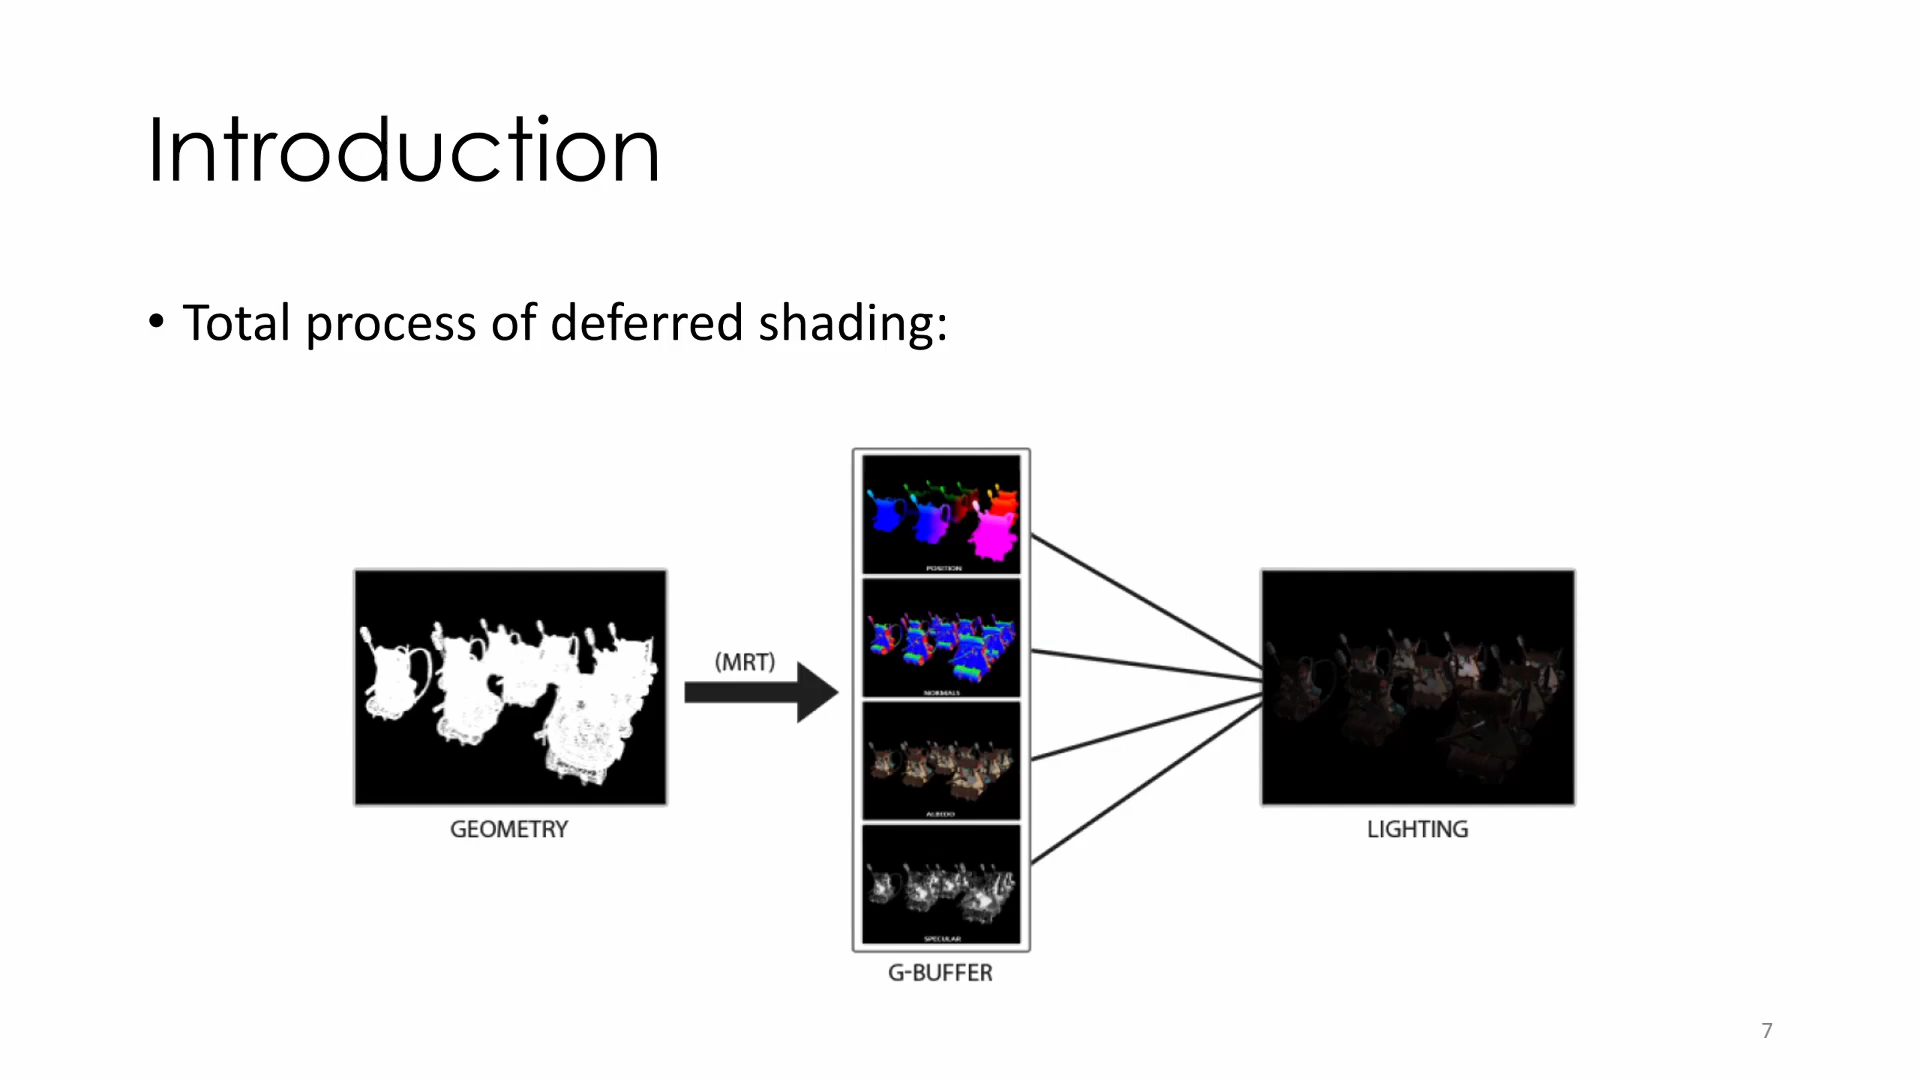 Introduction
• Total process of deferred shading:
POSITION
(MRT)
NORMALS
ALBEDO
GEOMETRY
LIGHTING
SPECULAR
G-BUFFER
7